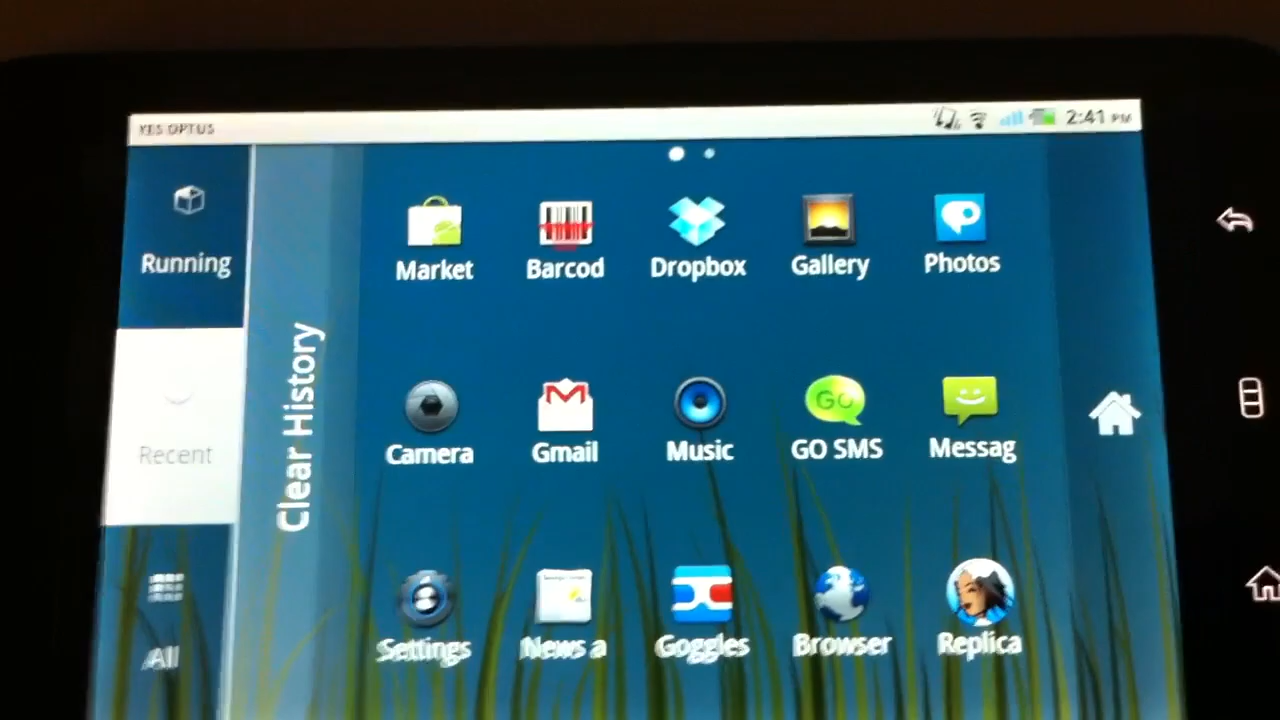 YES OPTUS
2:41 PM
Running
Recent
All
Clear History
Market
Barcod
Dropbox
Gallery
Photos
Camera
Gmail
Music
GO
GO SMS
Messag
Settings
News a
Goggles
Browser
Replica